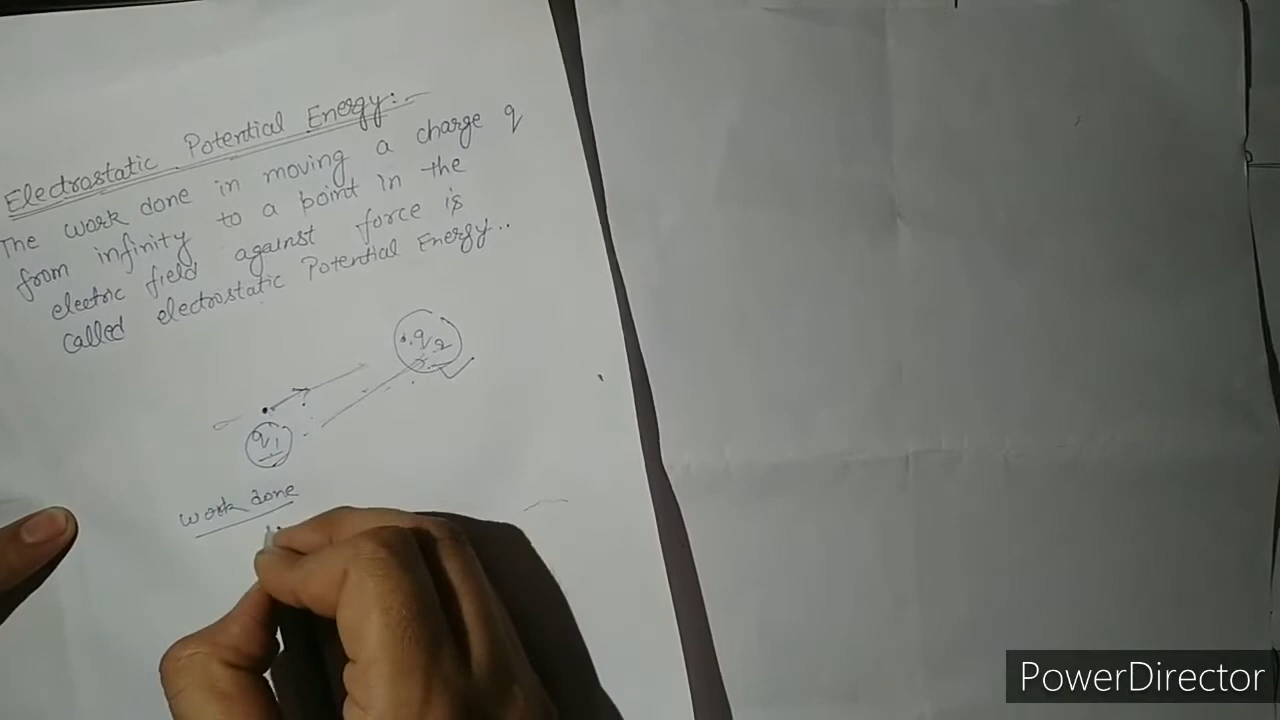 Electrostatic Potential Energy:-
The work done in moving a charge q
from infinity to a point in the
electric field against force is
called electrostatic Potential Energy..
q2
q1
work done
PowerDirector